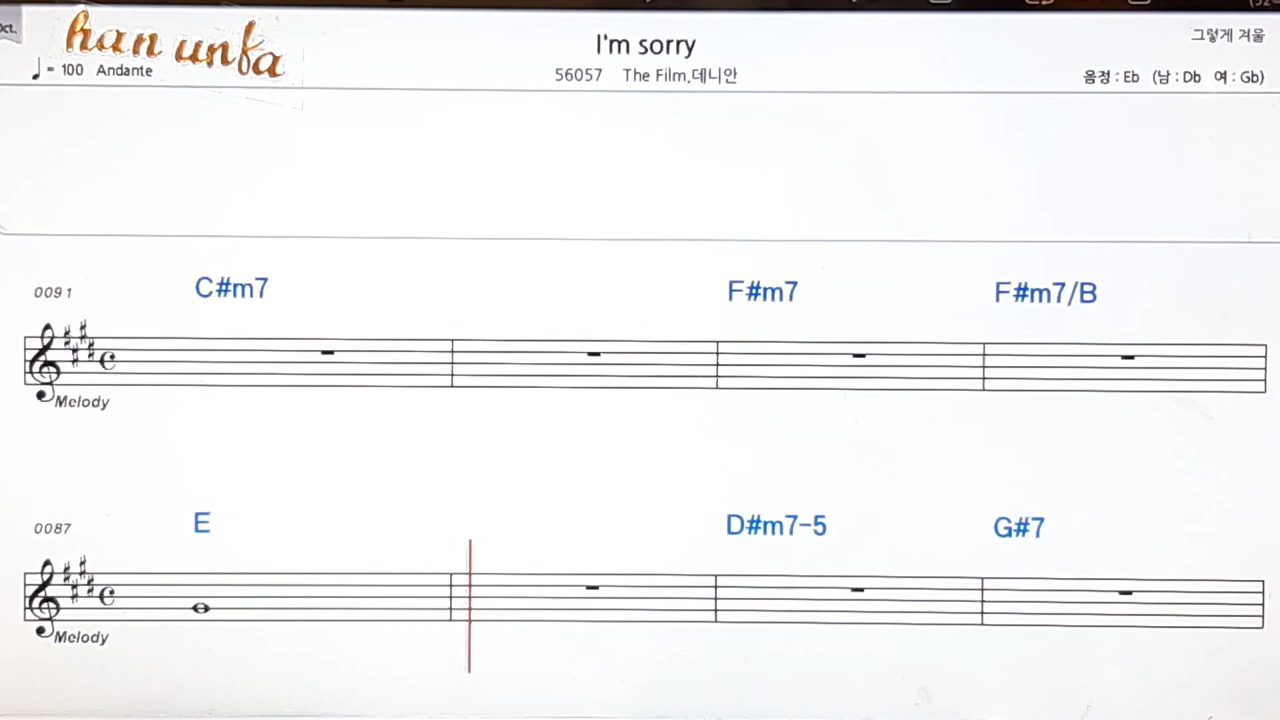 han unfa
♩ = 100 Andante
I'm sorry
56057 The Film,데니안
그렇게 겨울
음정 : Eb (남 : Db 여 : Gb)
0091
C#m7
F#m7
F#m7/B
Melody
0087
E
D#m7-5
G#7
Melody